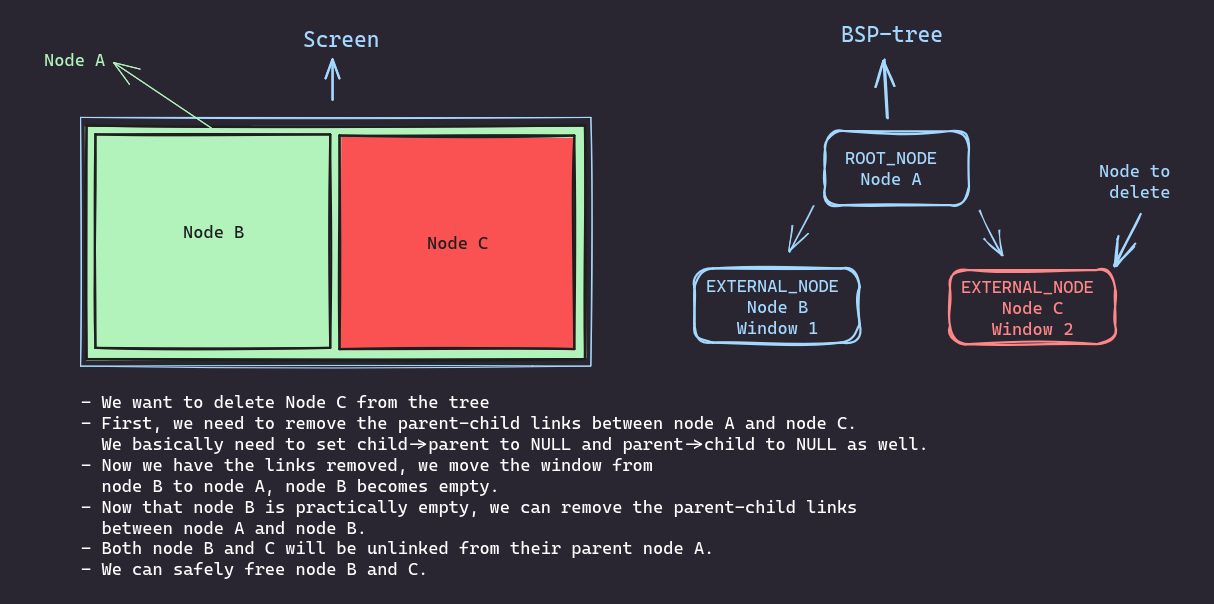 Screen
BSP-tree
Node A
ROOT_NODE
Node A
Node to
delete
Node B
Node C
EXTERNAL_NODE
Node B
Window 1
EXTERNAL_NODE
Node C
Window 2
- We want to delete Node C from the tree
- First, we need to remove the parent-child links between node A and node C.
We basically need to set child->parent to NULL and parent->child to NULL as well.
- Now we have the links removed, we move the window from
node B to node A, node B becomes empty.
- Now that node B is practically empty, we can remove the parent-child links
between node A and node B.
- Both node B and C will be unlinked from their parent node A.
- We can safely free node B and C.